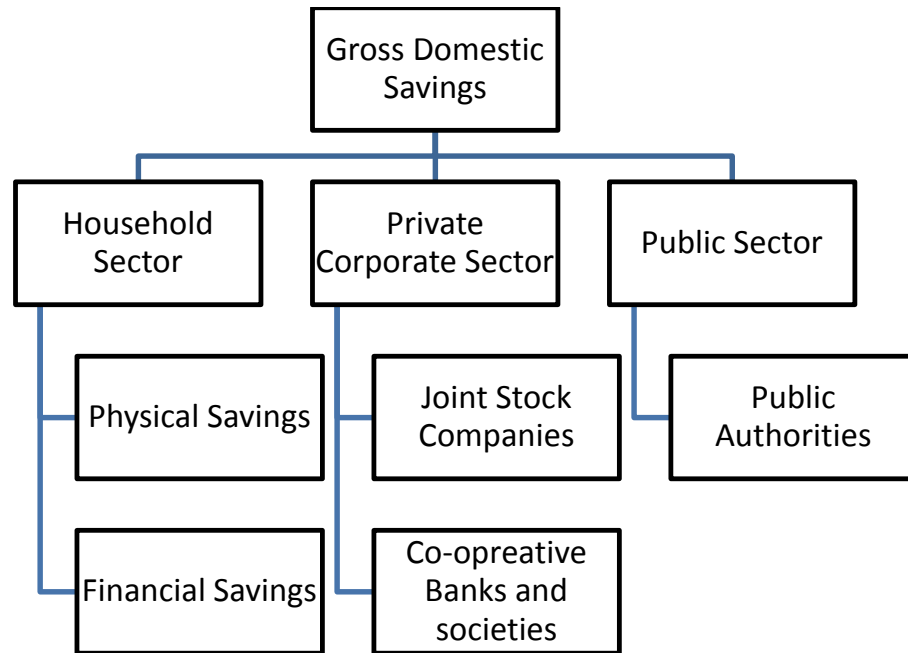 Gross Domestic
Savings
Household
Sector
Private
Corporate Sector
Public Sector
Physical Savings
Joint Stock
Companies
Public
Authorities
Financial Savings
Co-opreative
Banks and
societies